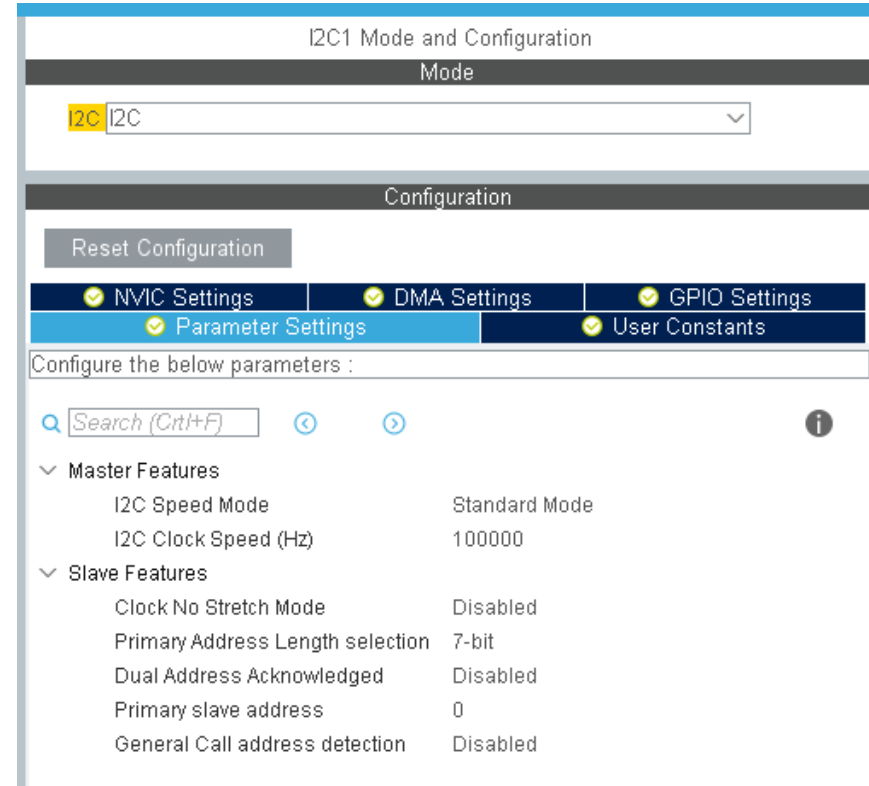 I2C1 Mode and Configuration
Mode
I2C I2C
Configuration
Reset Configuration
NVIC Settings DMA Settings GPIO Settings
Parameter Settings User Constants
Configure the below parameters :
Search (Crtl+F)
Master Features
I2C Speed Mode Standard Mode
I2C Clock Speed (Hz) 100000
Slave Features
Clock No Stretch Mode Disabled
Primary Address Length selection 7-bit
Dual Address Acknowledged Disabled
Primary slave address 0
General Call address detection Disabled